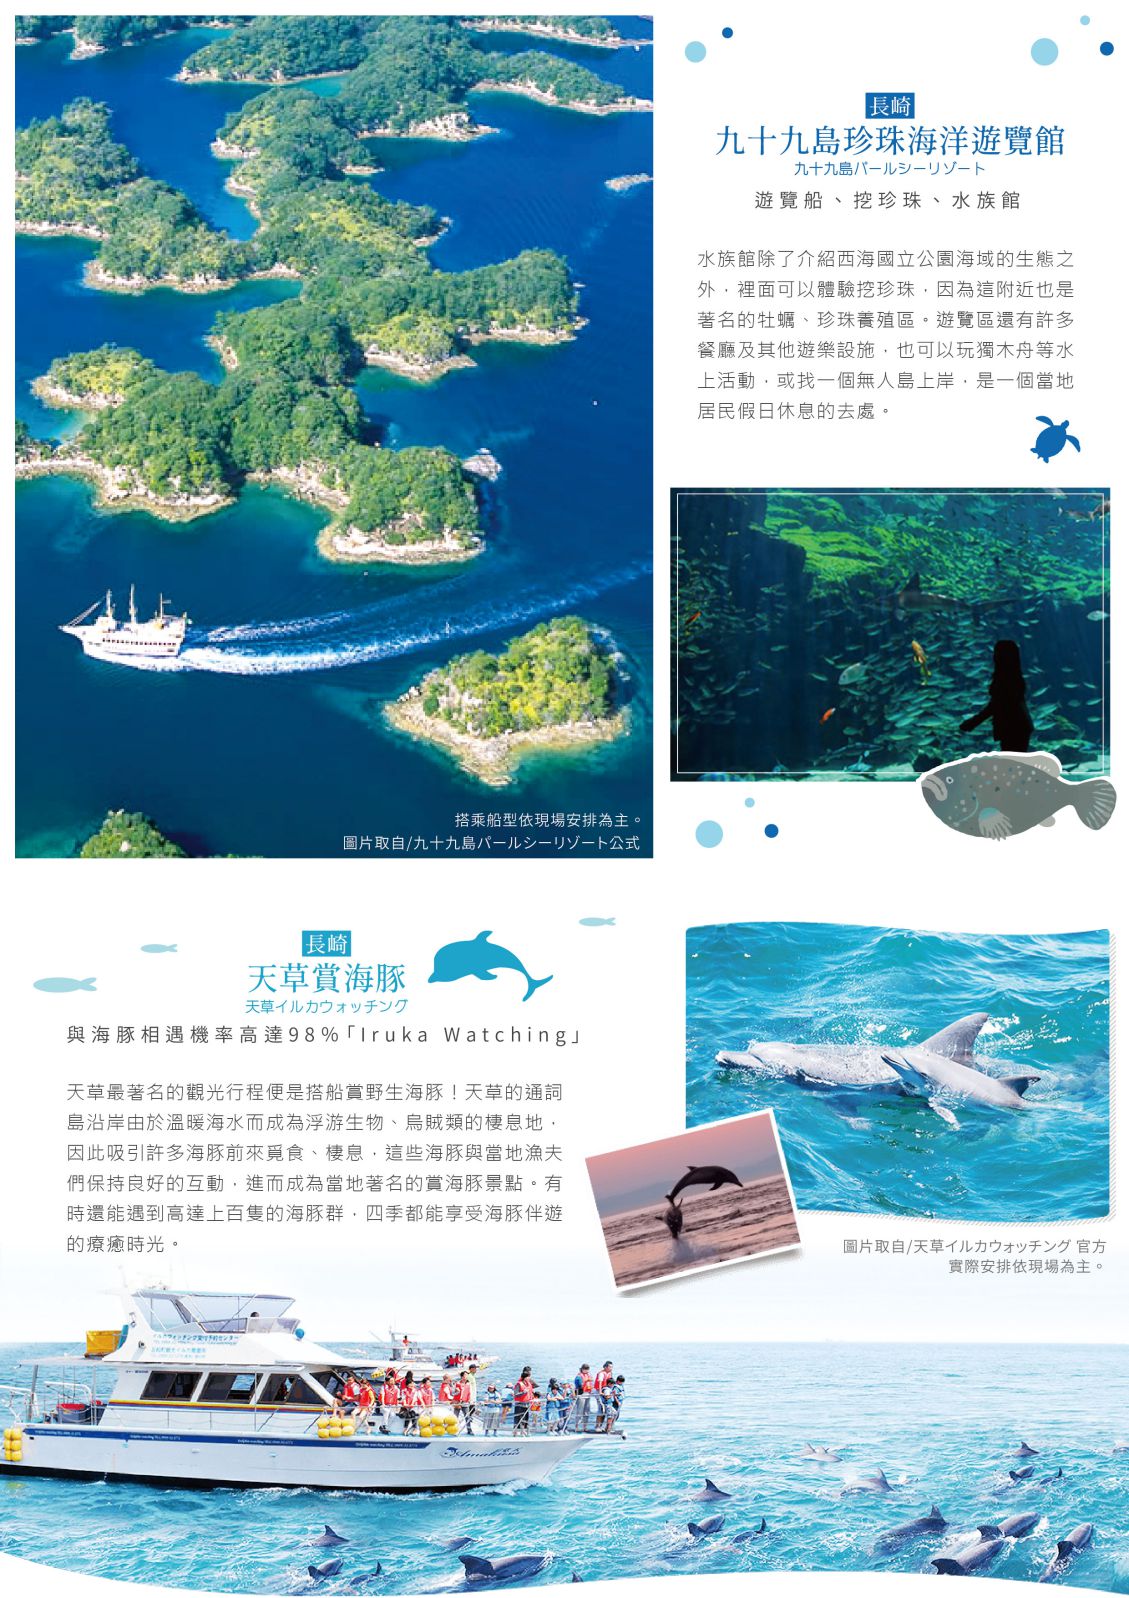 長崎
九十九島珍珠海洋遊覽館
九十九島パールシーリゾート
遊覽船、挖珍珠、水族館
水族館除了介紹西海國立公園海域的生態之
外，裡面可以體驗挖珍珠，因為這附近也是
著名的牡蠣、珍珠養殖區。遊覽區還有許多
餐廳及其他遊樂設施，也可以玩獨木舟等水
上活動，或找一個無人島上岸，是一個當地
居民假日休息的去處。
搭乘船型依現場安排為主。
圖片取自/九十九島パールシーリゾート公式
長崎
天草賞海豚
天草イルカウォッチング
與海豚相遇機率高達98%「Iruka Watching」
天草最著名的觀光行程便是搭船賞野生海豚！天草的通詞
島沿岸由於溫暖海水而成為浮游生物、烏賊類的棲息地，
因此吸引許多海豚前來覓食、棲息，這些海豚與當地漁夫
們保持良好的互動，進而成為當地著名的賞海豚景點。有
時還能遇到高達上百隻的海豚群，四季都能享受海豚伴遊
的療癒時光。
圖片取自/天草イルカウォッチング 官方
實際安排依現場為主。
イルカウォッチング受付予約センター